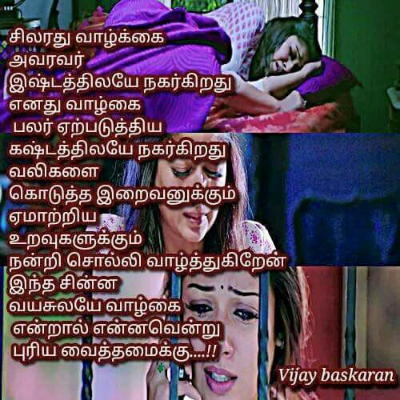 சிலரது வாழ்க்கை
அவரவர்
இஷ்டத்திலயே நகர்கிறது
எனது வாழ்கை
பலர் ஏற்படுத்திய
கஷ்டத்திலயே நகர்கிறது
வலிகளை
கொடுத்த இறைவனுக்கும்
ஏமாற்றிய
உறவுகளுக்கும்
நன்றி சொல்லி வாழ்த்துகிறேன்
இந்த சின்ன
வயசுலயே வாழ்கை
என்றால் என்னவென்று
புரிய வைத்தமைக்கு....!!
Vijay baskaran